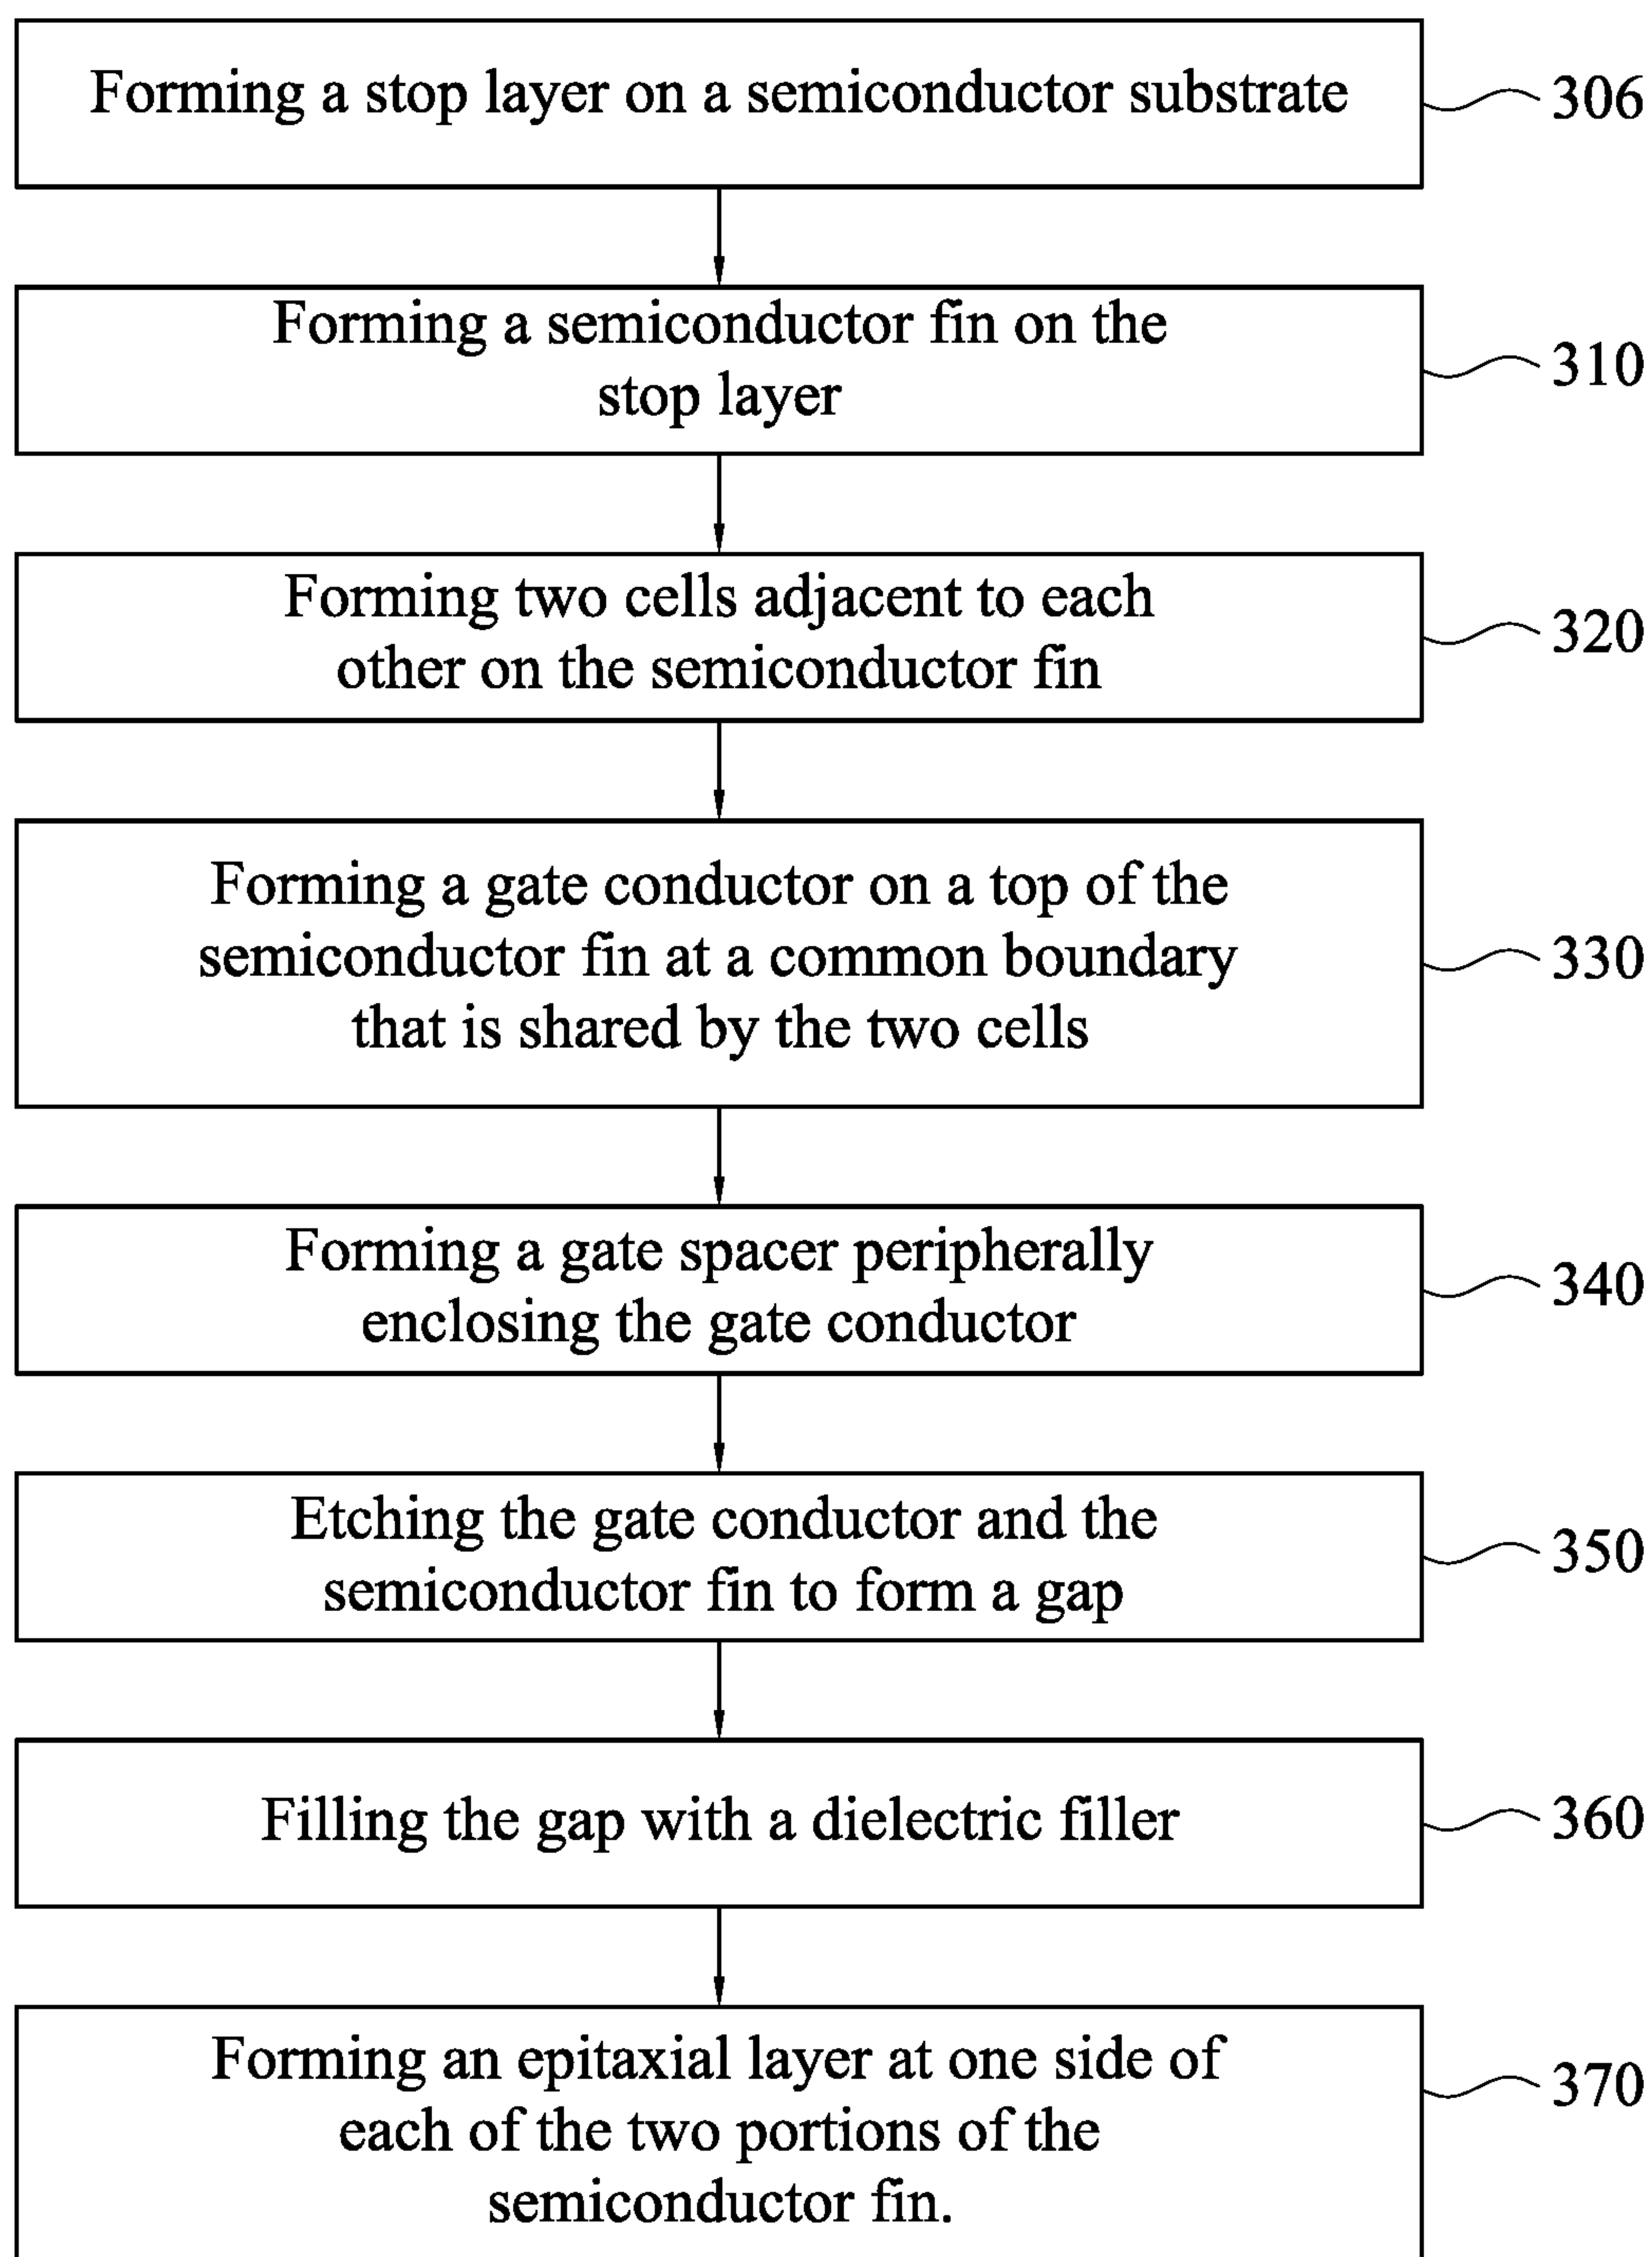 Forming a stop layer on a semiconductor substrate
306
Forming a semiconductor fin on the
stop layer
310
Forming two cells adjacent to each
other on the semiconductor fin
320
Forming a gate conductor on a top of the
semiconductor fin at a common boundary
that is shared by the two cells
330
Forming a gate spacer peripherally
enclosing the gate conductor
340
Etching the gate conductor and the
semiconductor fin to form a gap
350
Filling the gap with a dielectric filler
360
Forming an epitaxial layer at one side of
each of the two portions of the
semiconductor fin.
370